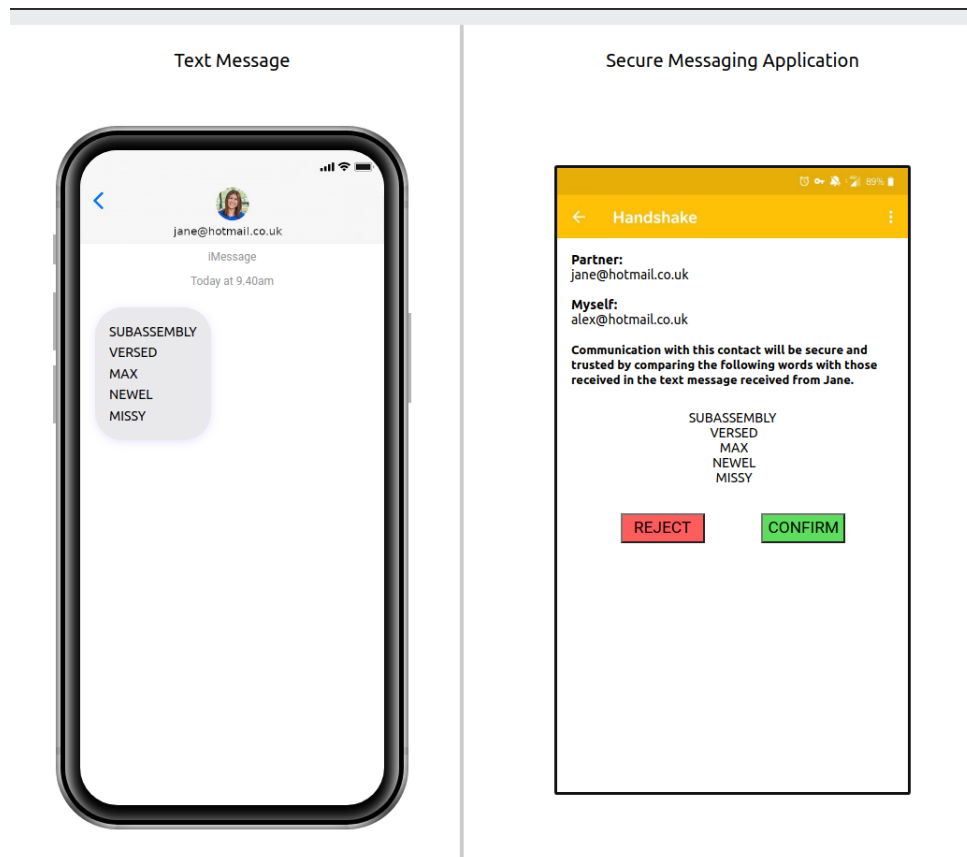 Text Message
jane@hotmail.co.uk
iMessage
Today at 9.40am
SUBASSEMBLY
VERSED
MAX
NEWEL
MISSY
Secure Messaging Application
89%
Handshake
Partner:
jane@hotmail.co.uk
Myself:
alex@hotmail.co.uk
Communication with this contact will be secure and
trusted by comparing the following words with those
received in the text message received from Jane.
SUBASSEMBLY
VERSED
MAX
NEWEL
MISSY
REJECT CONFIRM